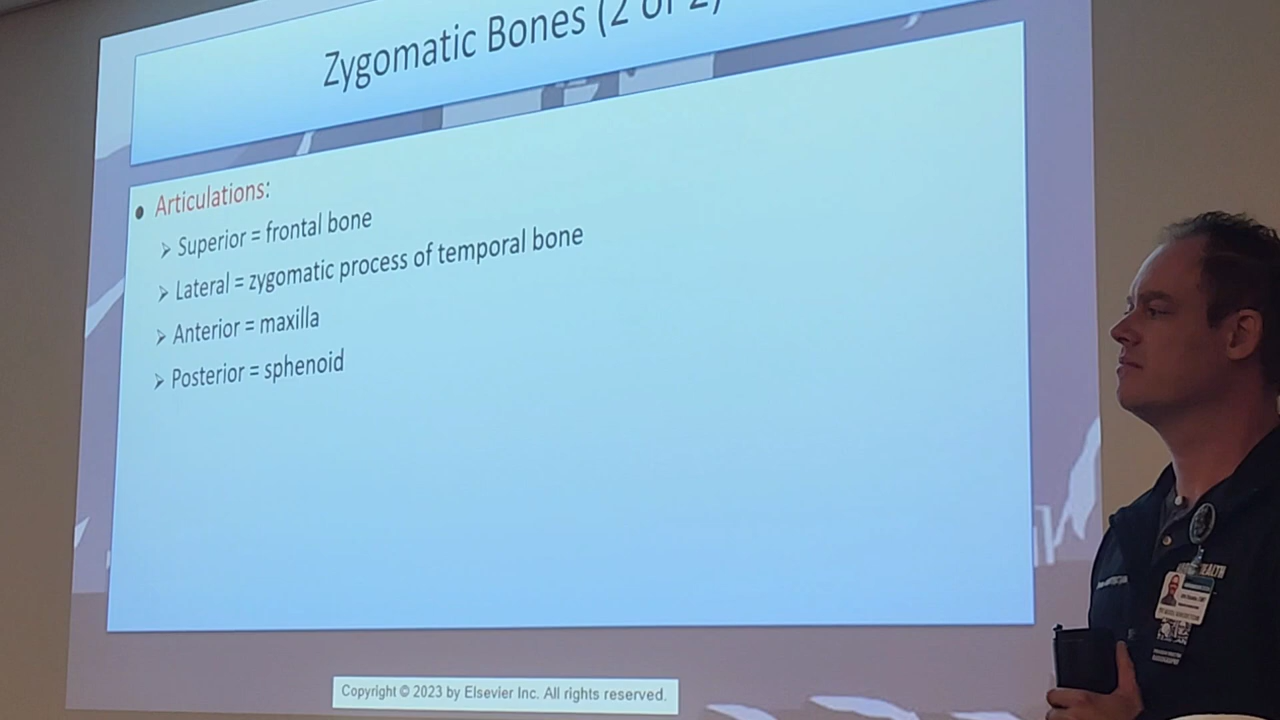 Zygomatic Bones (2 of 2)
• Articulations:
➢ Superior = frontal bone
➢ Lateral = zygomatic process of temporal bone
➢ Anterior = maxilla
➢ Posterior = sphenoid
Copyright © 2023 by Elsevier Inc. All rights reserved.